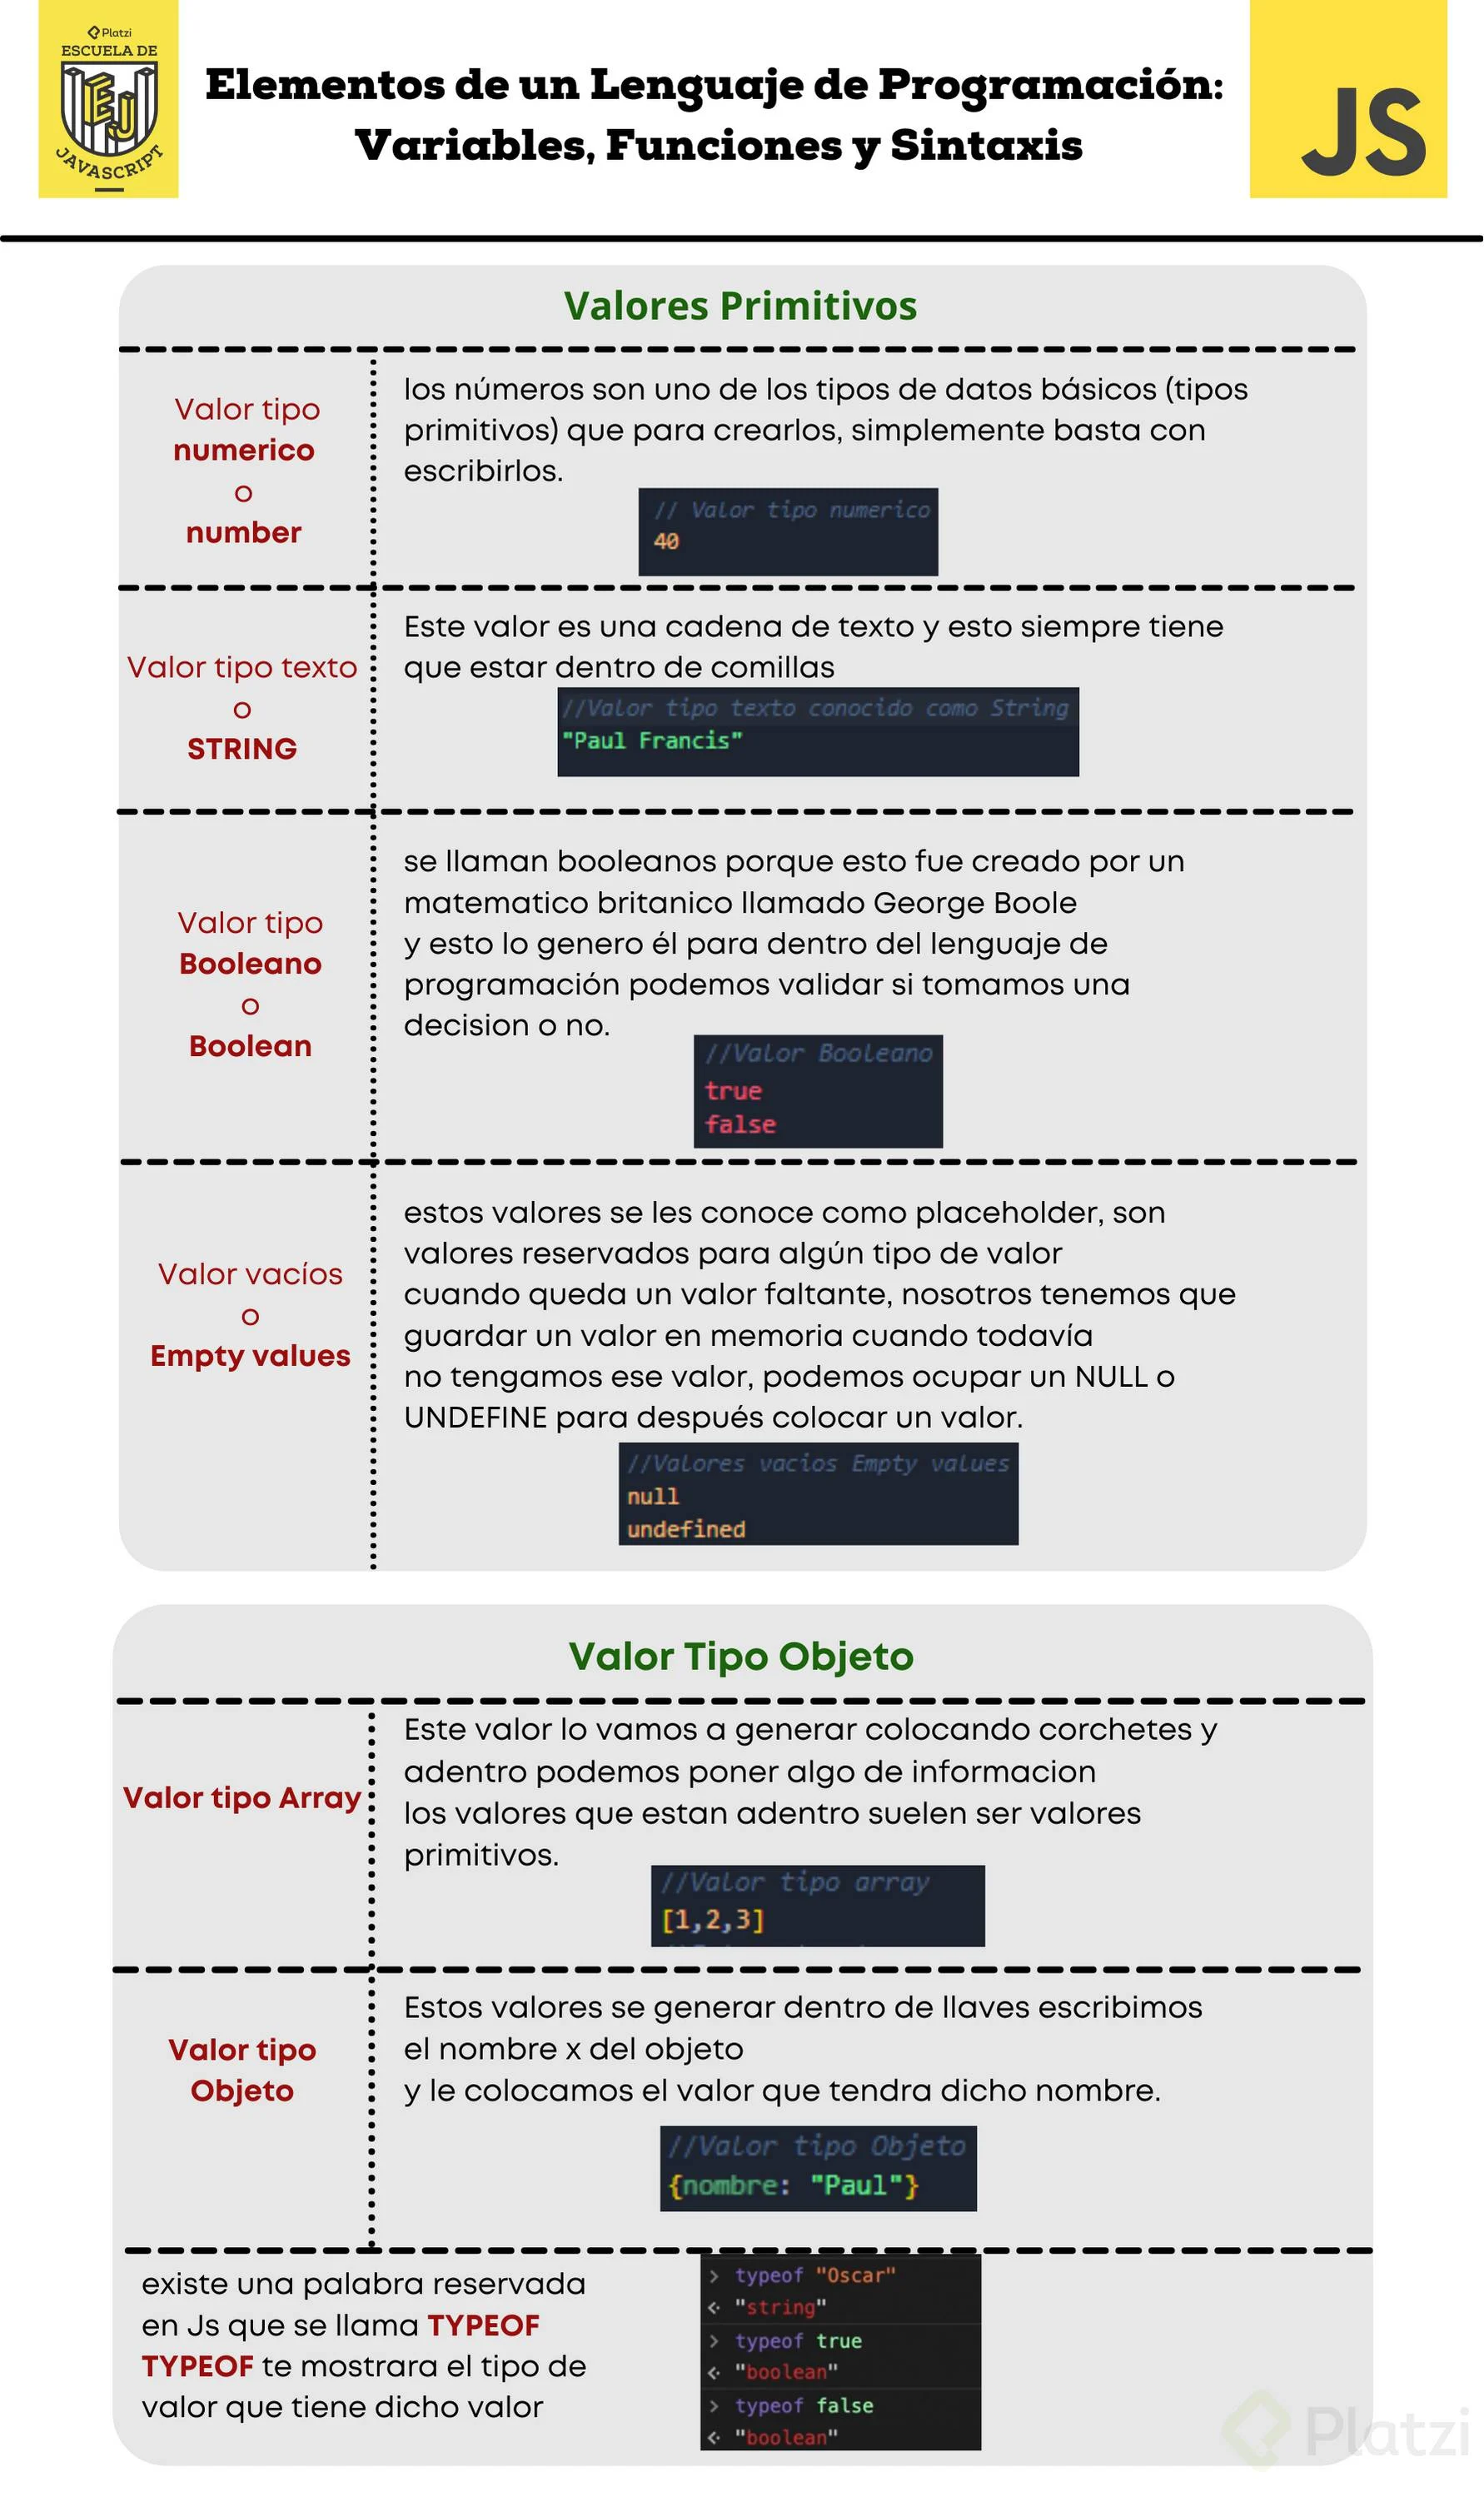 Platzi
ESCUELA DE
EJ
JAVASCRIPT
Elementos de un Lenguaje de Programación:
Variables, Funciones y Sintaxis
JS
Valores Primitivos
Valor tipo
numerico
o
number
los números son uno de los tipos de datos básicos (tipos
primitivos) que para crearlos, simplemente basta con
escribirlos.
// Valor tipo numerico
40
Valor tipo texto
o
STRING
Este valor es una cadena de texto y esto siempre tiene
que estar dentro de comillas
//Valor tipo texto conocido como String
"Paul Francis"
Valor tipo
Booleano
o
Boolean
se llaman booleanos porque esto fue creado por un
matematico britanico llamado George Boole
y esto lo genero él para dentro del lenguaje de
programación podemos validar si tomamos una
decision o no.
//Valor Booleano
true
false
Valor vacíos
o
Empty values
estos valores se les conoce como placeholder, son
valores reservados para algún tipo de valor
cuando queda un valor faltante, nosotros tenemos que
guardar un valor en memoria cuando todavía
no tengamos ese valor, podemos ocupar un NULL o
UNDEFINE para después colocar un valor.
//Valores vacios Empty values
null
undefined
Valor Tipo Objeto
Valor tipo Array
Este valor lo vamos a generar colocando corchetes y
adentro podemos poner algo de informacion
los valores que estan adentro suelen ser valores
primitivos.
//Valor tipo array
[1,2,3]
Valor tipo
Objeto
Estos valores se generar dentro de llaves escribimos
el nombre x del objeto
y le colocamos el valor que tendra dicho nombre.
//Valor tipo Objeto
{nombre: "Paul"}
existe una palabra reservada
en Js que se llama TYPEOF
TYPEOF te mostrara el tipo de
valor que tiene dicho valor
> typeof "Oscar"
<· "string"
> typeof true
<· "boolean"
> typeof false
<· "boolean"
Platzi